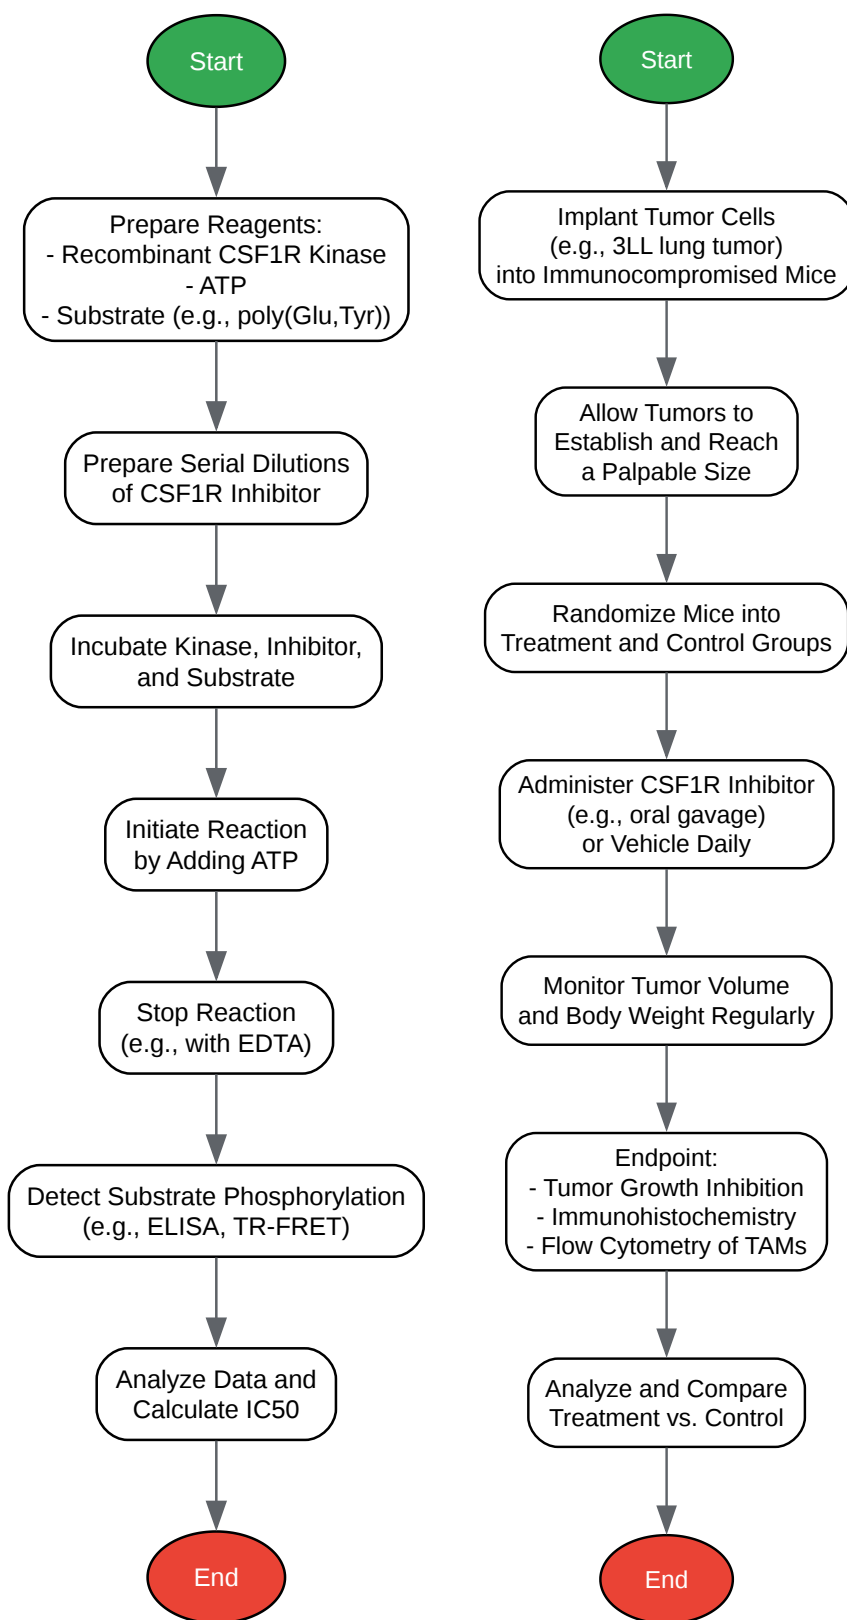 Start
Prepare Reagents:
- Recombinant CSF1R Kinase
- ATP
- Substrate (e.g., poly(Glu,Tyr))
Prepare Serial Dilutions
of CSF1R Inhibitor
Incubate Kinase, Inhibitor,
and Substrate
Initiate Reaction
by Adding ATP
Stop Reaction
(e.g., with EDTA)
Detect Substrate Phosphorylation
(e.g., ELISA, TR-FRET)
Analyze Data and
Calculate IC50
End
Start
Implant Tumor Cells
(e.g., 3LL lung tumor)
into Immunocompromised Mice
Allow Tumors to
Establish and Reach
a Palpable Size
Randomize Mice into
Treatment and Control Groups
Administer CSF1R Inhibitor
(e.g., oral gavage)
or Vehicle Daily
Monitor Tumor Volume
and Body Weight Regularly
Endpoint:
- Tumor Growth Inhibition
- Immunohistochemistry
- Flow Cytometry of TAMs
Analyze and Compare
Treatment vs. Control
End